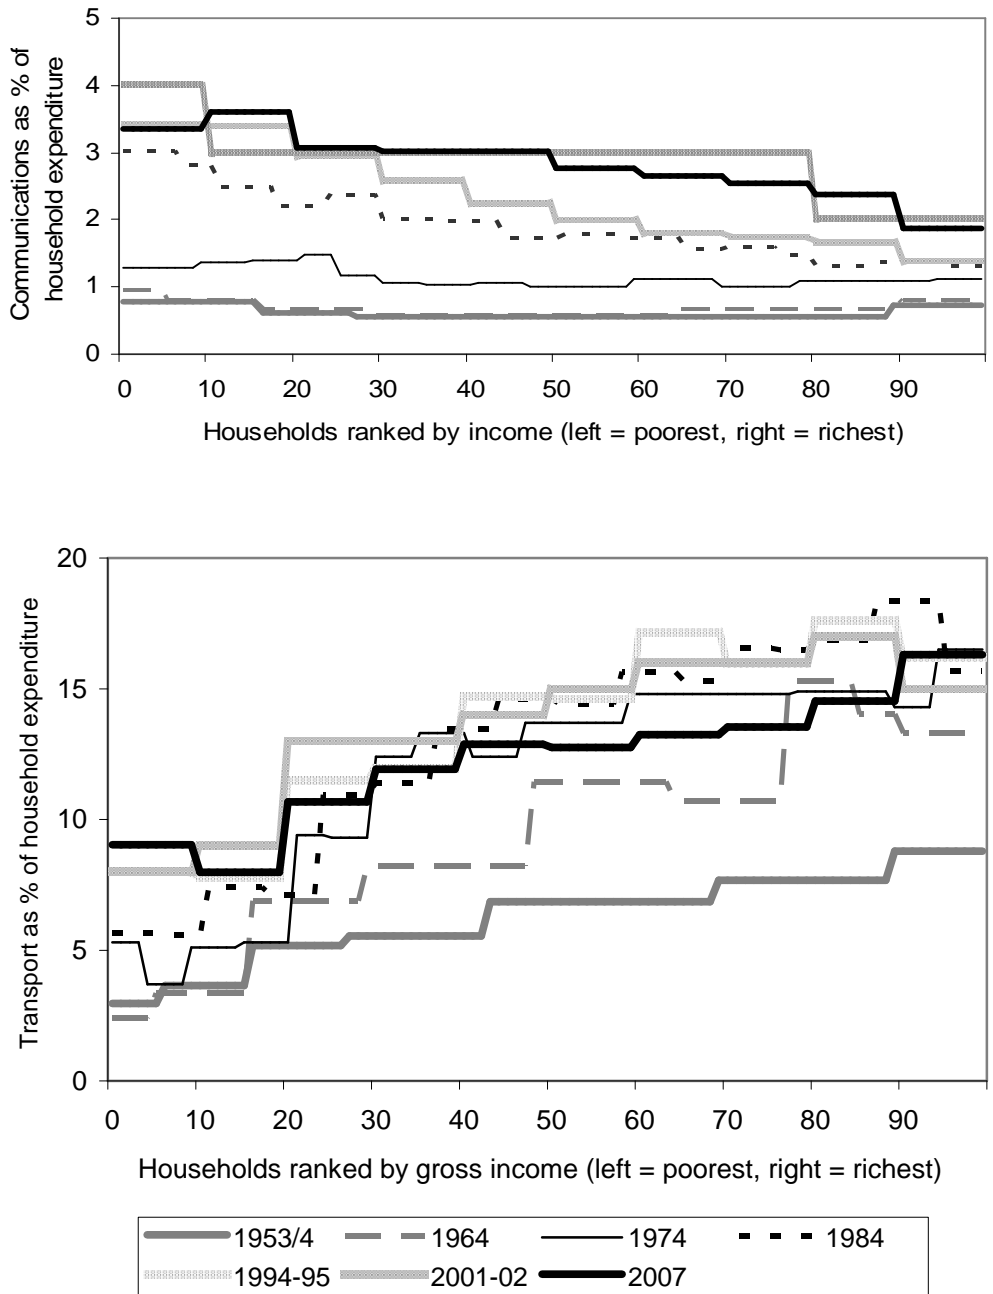 5
4
3
2
1
0
Communications as % of
household expenditure
0 10 20 30 40 50 60 70 80 90
Households ranked by income (left = poorest, right = richest)
20
15
10
5
0
Transport as % of household expenditure
0 10 20 30 40 50 60 70 80 90
Households ranked by gross income (left = poorest, right = richest)
1953/4 1964 1974 1984
1994-95 2001-02 2007